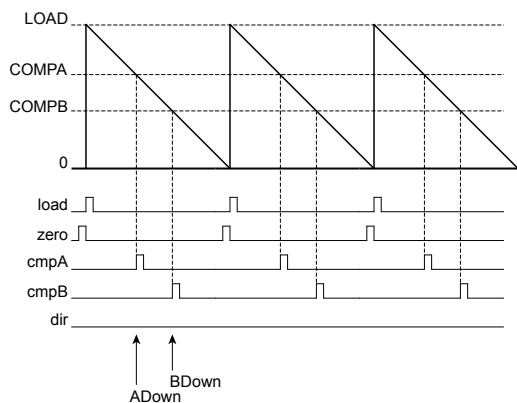 LOAD
COMPA
COMPB
0
load
zero
cmpA
cmpB
dir
BDown
ADown